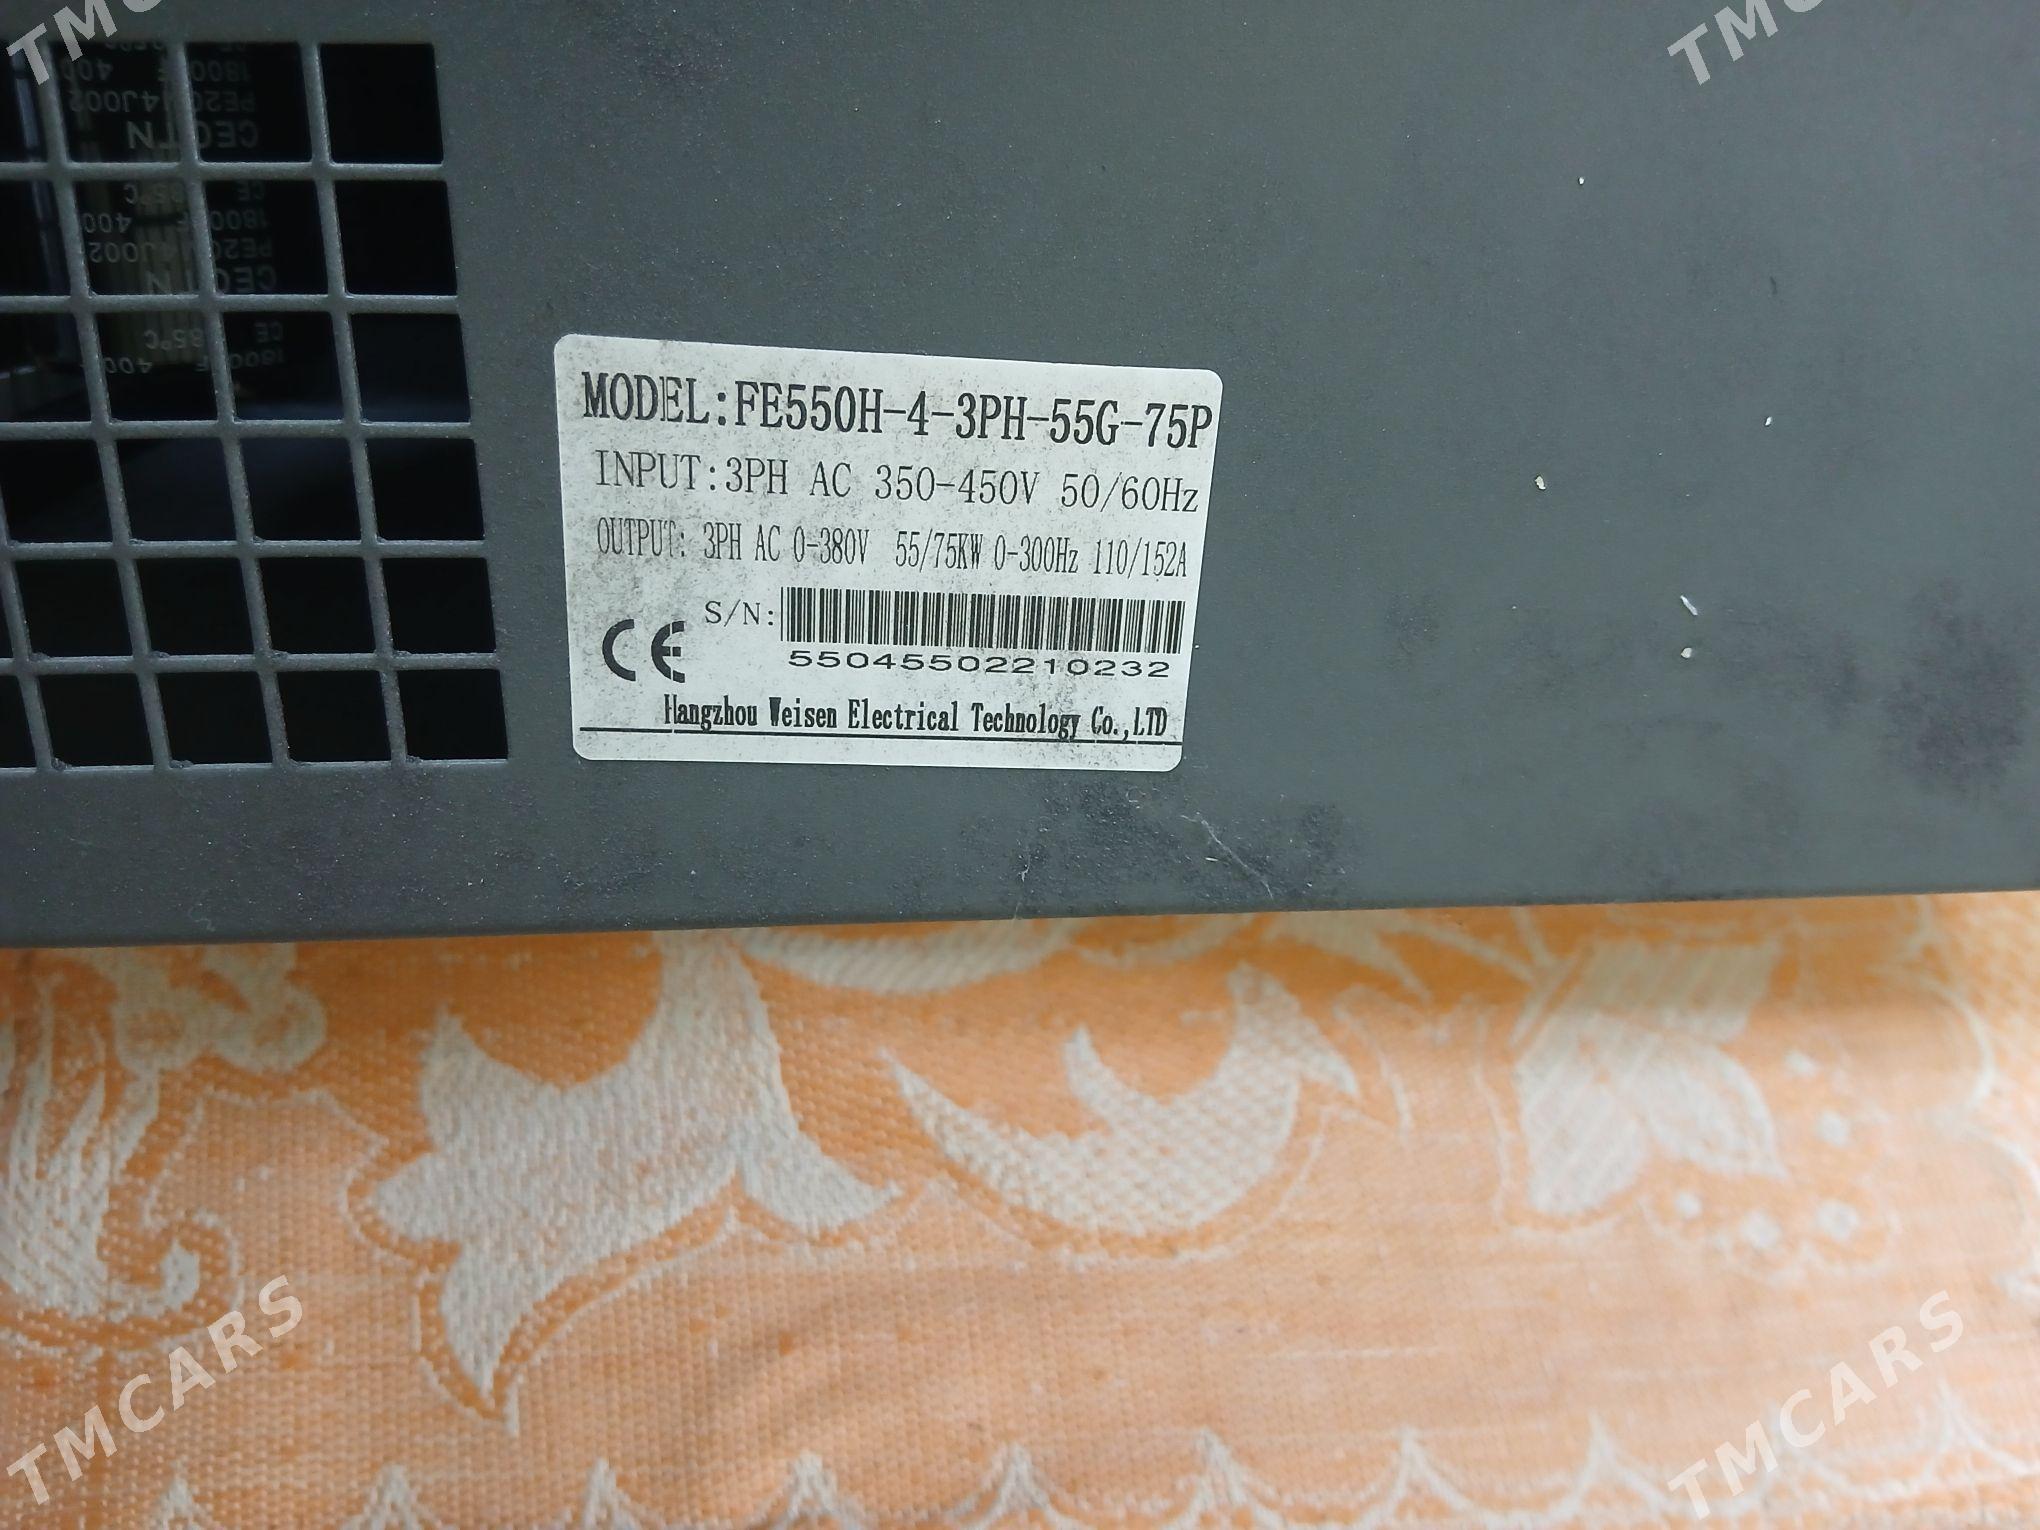 MODEL:FE550H-4-3PH-55G-75P
INPUT:3PH AC 350-450V 50/60Hz
OUTPUT: 3PH AC 0-380V 55/75KW 0-300Hz 110/152A
CE S/N:
55045502210232
Hangzhou Weisen Electrical Technology Co.,LTD
TMCARS
TMCARS